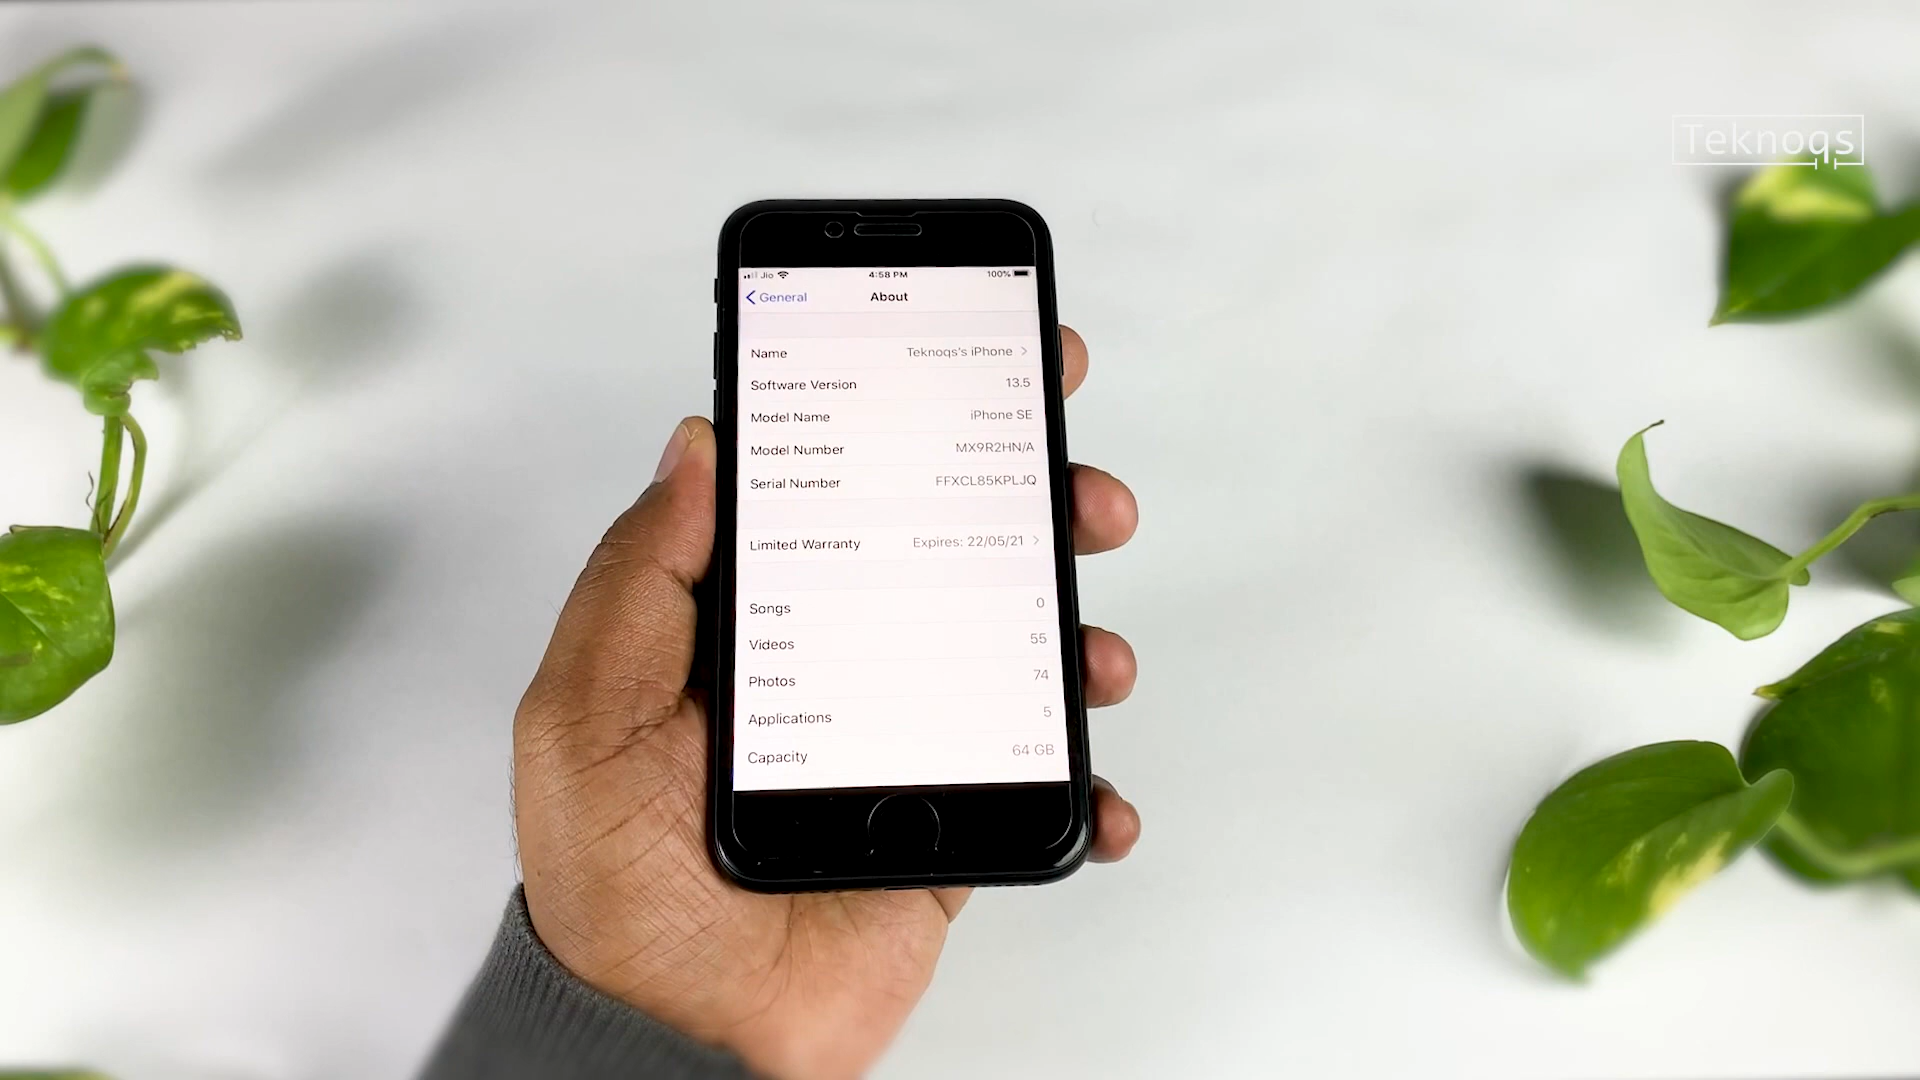 Teknoqs
Jio 4:58 PM 100%
General About
Name Teknoqs's iPhone
Software Version 13.5
Model Name iPhone SE
Model Number MX9R2HN/A
Serial Number FFXCL85KPLJQ
Limited Warranty Expires: 22/05/21
Songs 0
Videos 55
Photos 74
Applications 5
Capacity 64 GB